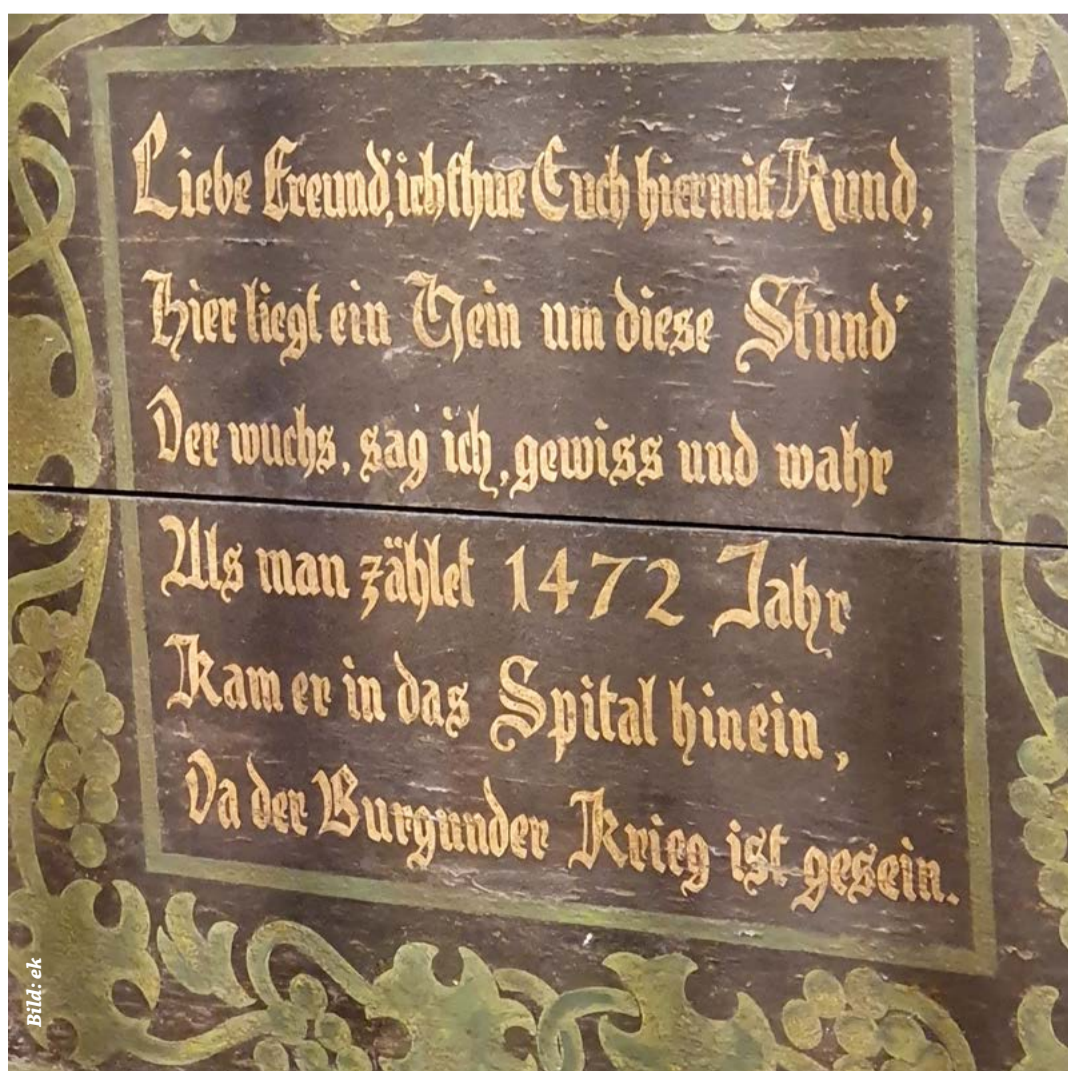 Liebe Freund', ich thue Euch hiermit Kund,
Hier liegt ein Wein um diese Stund'
Der wuchs, sag ich, gewiss und wahr
Als man zählet 1472 Jahr
Kam er in das Spital hinein,
Da der Burgunder Krieg ist gesein.
Bild: ek